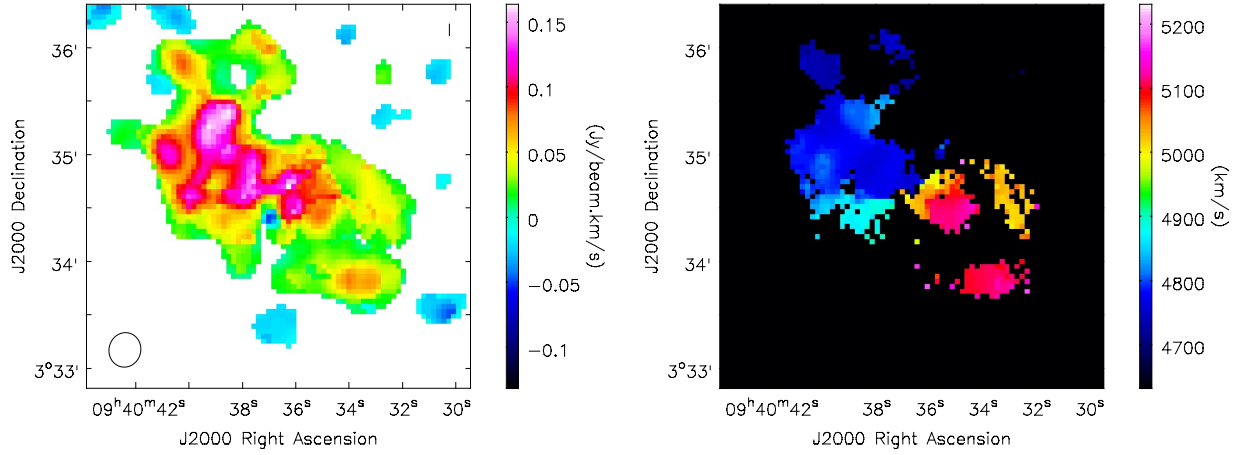 36'
35'
34'
3°33'
J2000 Declination
09ʰ40ᵐ42ˢ
38ˢ
36ˢ
34ˢ
32ˢ
30ˢ
J2000 Right Ascension
0.15
0.1
0.05
0
−0.05
−0.1
(Jy/beam.km/s)
36'
35'
34'
3°33'
J2000 Declination
09ʰ40ᵐ42ˢ
38ˢ
36ˢ
34ˢ
32ˢ
30ˢ
J2000 Right Ascension
5200
5100
5000
4900
4800
4700
(km/s)